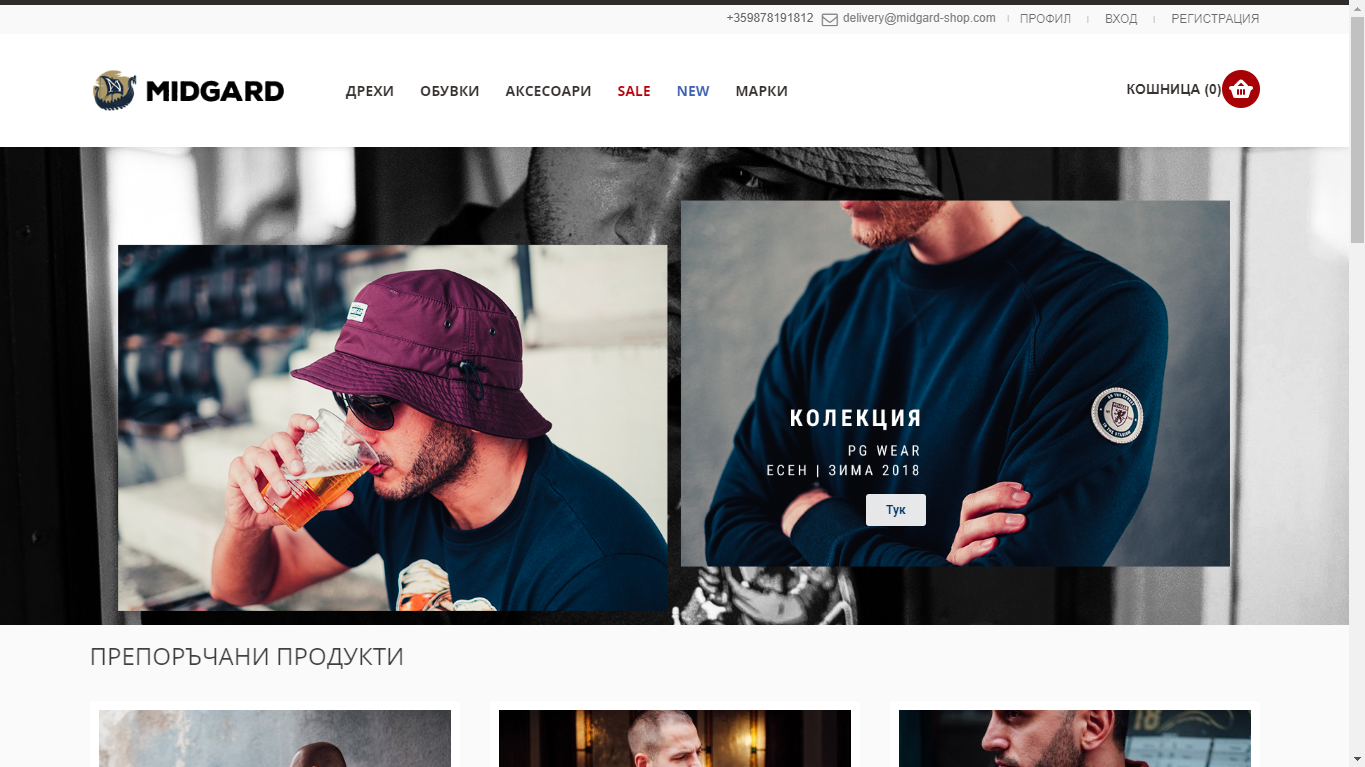 +359878191812 delivery@midgard-shop.com ПРОФИЛ ВХОД РЕГИСТРАЦИЯ
MIDGARD ДРЕХИ ОБУВКИ АКСЕСОАРИ SALE NEW МАРКИ КОШНИЦА (0)
КОЛЕКЦИЯ
PG WEAR
ЕСЕН | ЗИМА 2018
Тук
ПРЕПОРЪЧАНИ ПРОДУКТИ